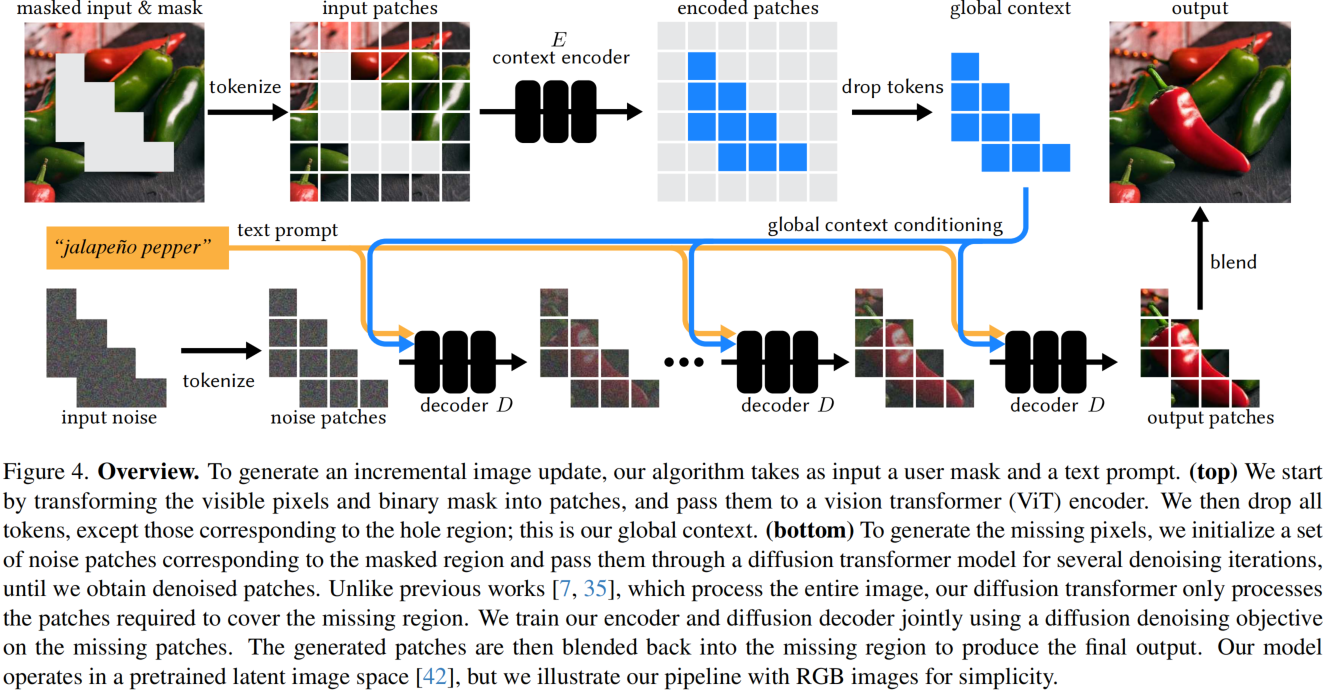 masked input & mask
input patches
encoded patches
global context
output
tokenize
E
context encoder
drop tokens
"jalapeño pepper"
text prompt
global context conditioning
blend
tokenize
input noise
noise patches
decoder D
decoder D
decoder D
output patches
Figure 4. Overview. To generate an incremental image update, our algorithm takes as input a user mask and a text prompt. (top) We start
by transforming the visible pixels and binary mask into patches, and pass them to a vision transformer (ViT) encoder. We then drop all
tokens, except those corresponding to the hole region; this is our global context. (bottom) To generate the missing pixels, we initialize a set
of noise patches corresponding to the masked region and pass them through a diffusion transformer model for several denoising iterations,
until we obtain denoised patches. Unlike previous works [7, 35], which process the entire image, our diffusion transformer only processes
the patches required to cover the missing region. We train our encoder and diffusion decoder jointly using a diffusion denoising objective
on the missing patches. The generated patches are then blended back into the missing region to produce the final output. Our model
operates in a pretrained latent image space [42], but we illustrate our pipeline with RGB images for simplicity.